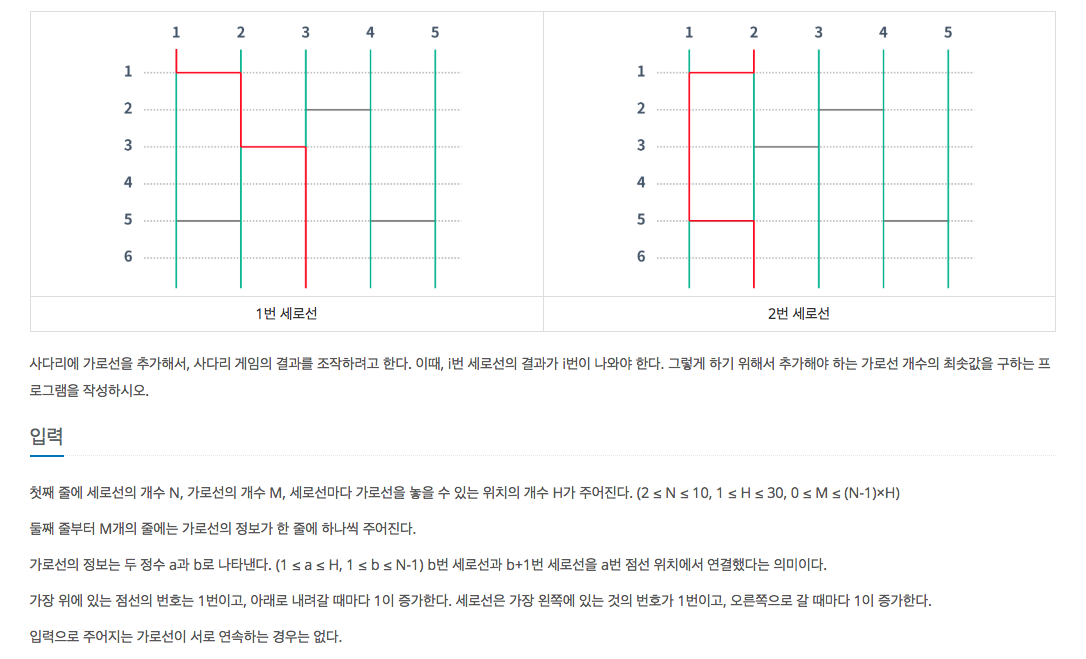 1 2 3 4 5
1
2
3
4
5
6
1번 세로선
1 2 3 4 5
1
2
3
4
5
6
2번 세로선
사다리에 가로선을 추가해서, 사다리 게임의 결과를 조작하려고 한다. 이때, i번 세로선의 결과가 i번이 나와야 한다. 그렇게 하기 위해서 추가해야 하는 가로선 개수의 최솟값을 구하는 프
로그램을 작성하시오.
입력
첫째 줄에 세로선의 개수 N, 가로선의 개수 M, 세로선마다 가로선을 놓을 수 있는 위치의 개수 H가 주어진다. (2 ≤ N ≤ 10, 1 ≤ H ≤ 30, 0 ≤ M ≤ (N-1)×H)
둘째 줄부터 M개의 줄에는 가로선의 정보가 한 줄에 하나씩 주어진다.
가로선의 정보는 두 정수 a과 b로 나타낸다. (1 ≤ a ≤ H, 1 ≤ b ≤ N-1) b번 세로선과 b+1번 세로선을 a번 점선 위치에서 연결했다는 의미이다.
가장 위에 있는 점선의 번호는 1번이고, 아래로 내려갈 때마다 1이 증가한다. 세로선은 가장 왼쪽에 있는 것의 번호가 1번이고, 오른쪽으로 갈 때마다 1이 증가한다.
입력으로 주어지는 가로선이 서로 연속하는 경우는 없다.